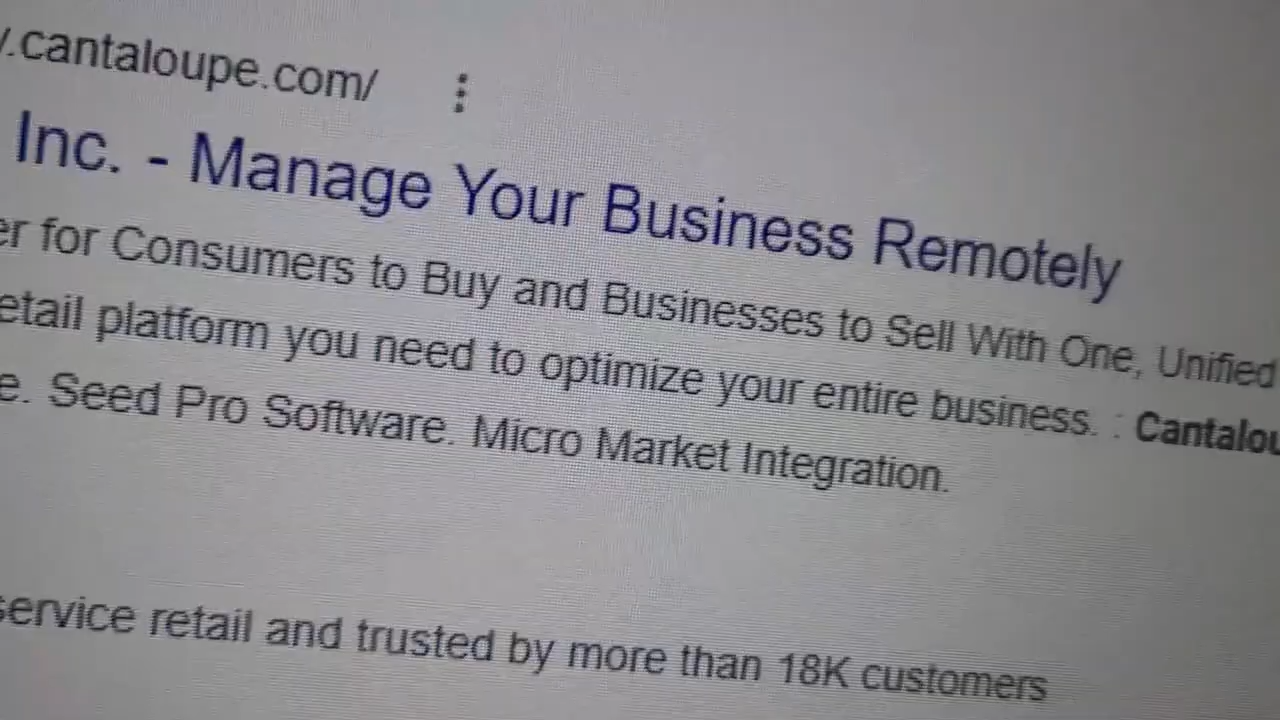 /.cantaloupe.com/
Inc. - Manage Your Business Remotely
er for Consumers to Buy and Businesses to Sell With One, Unified
etail platform you need to optimize your entire business. : Cantalou
e. Seed Pro Software. Micro Market Integration.
service retail and trusted by more than 18K customers